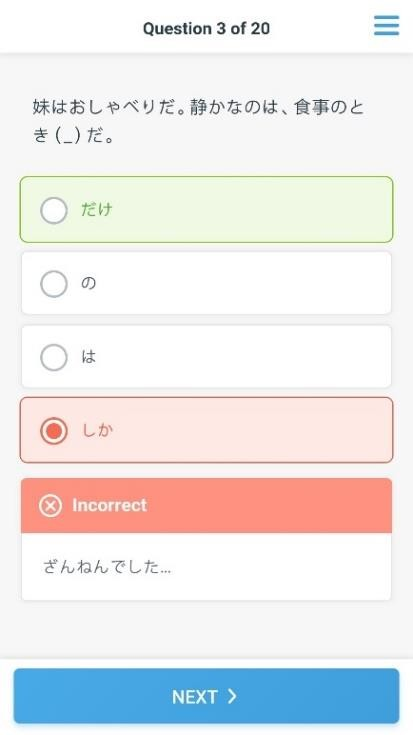 Question 3 of 20
妹はおしゃべりだ。静かなのは、食事のと
き (_) だ。
だけ
の
は
しか
Incorrect
ざんねんでした...
NEXT